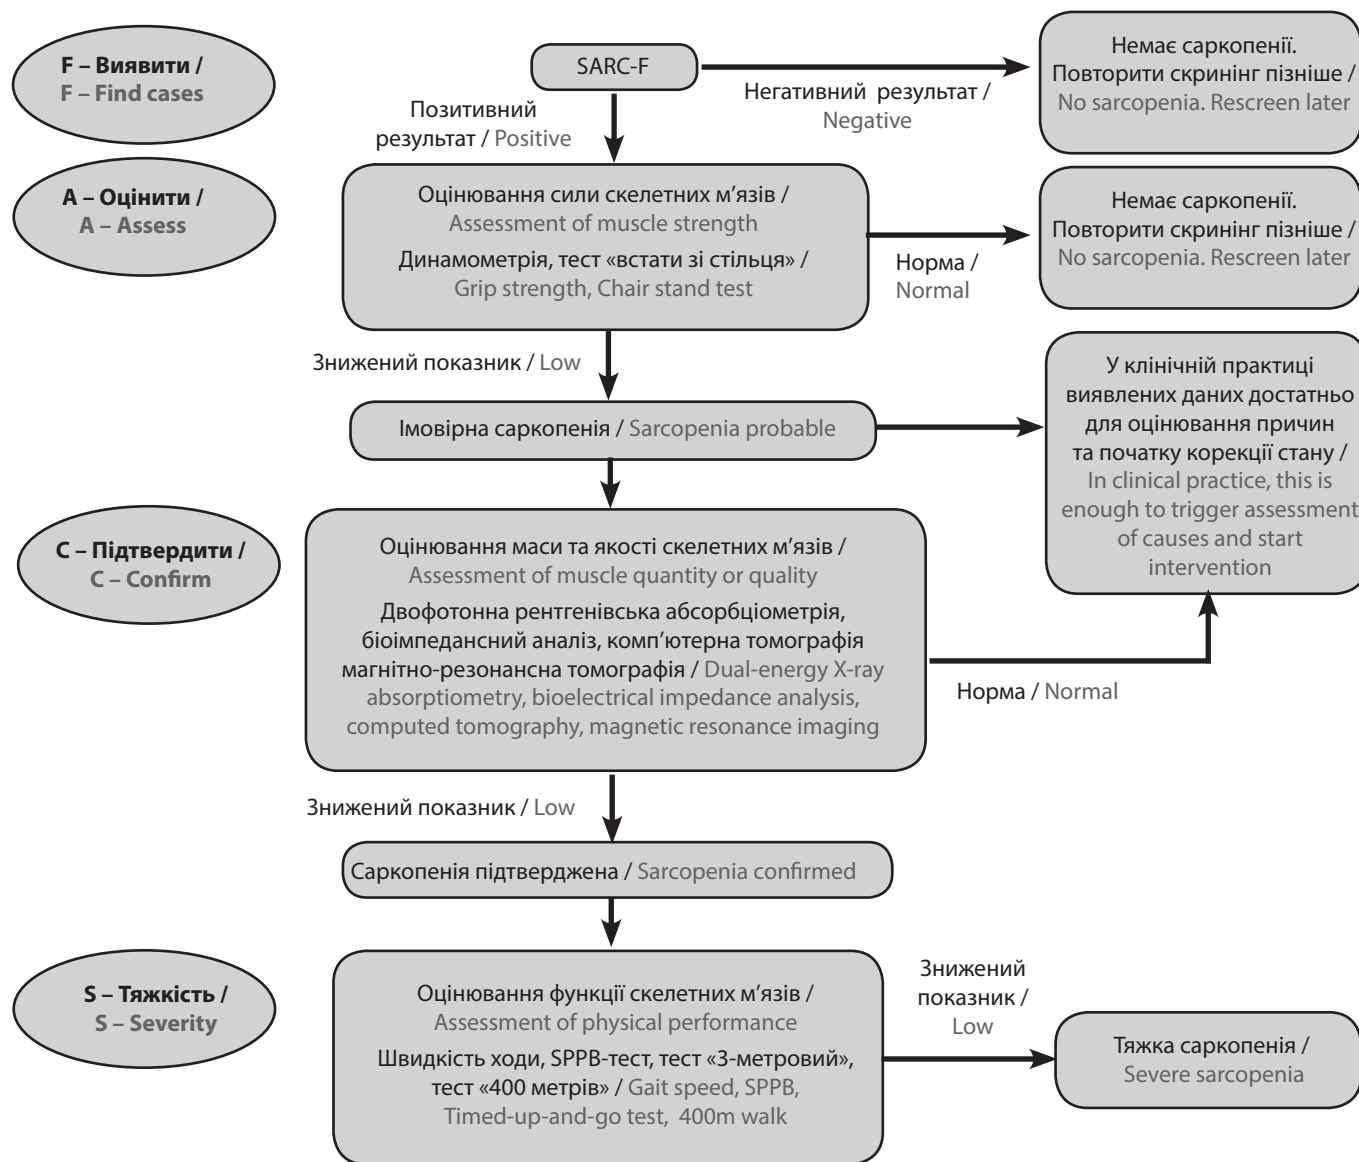 F – Виявити /
F – Find cases
SARC-F
Негативний результат /
Negative
Немає саркопенії.
Повторити скринінг пізніше /
No sarcopenia. Rescreen later
Позитивний
результат / Positive
A – Оцінити /
A – Assess
Оцінювання сили скелетних м’язів /
Assessment of muscle strength
Динамометрія, тест «встати зі стільця» /
Grip strength, Chair stand test
Норма /
Normal
Немає саркопенії.
Повторити скринінг пізніше /
No sarcopenia. Rescreen later
Знижений показник / Low
Імовірна саркопенія / Sarcopenia probable
У клінічній практиці
виявлених даних достатньо
для оцінювання причин
та початку корекції стану /
In clinical practice, this is
enough to trigger assessment
of causes and start
intervention
C – Підтвердити /
C – Confirm
Оцінювання маси та якості скелетних м’язів /
Assessment of muscle quantity or quality
Двофотонна рентгенівська абсорбціометрія,
біоімпедансний аналіз, комп’ютерна томографія
магнітно-резонансна томографія / Dual-energy X-ray
absorptiometry, bioelectrical impedance analysis,
computed tomography, magnetic resonance imaging
Норма / Normal
Знижений показник / Low
Саркопенія підтверджена / Sarcopenia confirmed
S – Тяжкість /
S – Severity
Оцінювання функції скелетних м’язів /
Assessment of physical performance
Швидкість ходи, SPPB-тест, тест «3-метровий»,
тест «400 метрів» / Gait speed, SPPB,
Timed-up-and-go test, 400m walk
Знижений
показник /
Low
Тяжка саркопенія /
Severe sarcopenia